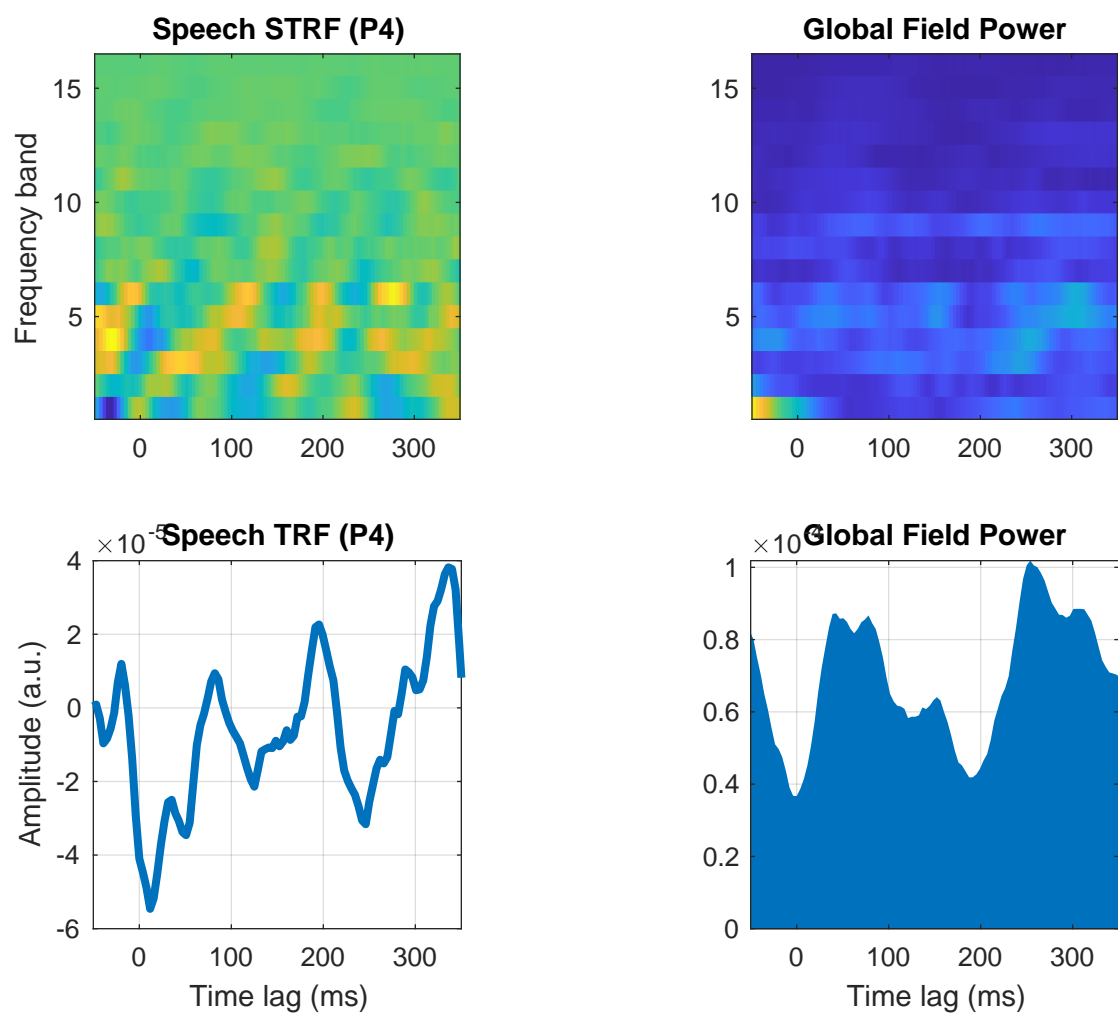 Speech STRF (P4)
Frequency band
15
10
5
0 100 200 300
Global Field Power
15
10
5
0 100 200 300
Speech TRF (P4)
×10^-5
Amplitude (a.u.)
4
2
0
-2
-4
-6
0 100 200 300
Time lag (ms)
Global Field Power
×10^-4
1
0.8
0.6
0.4
0.2
0
0 100 200 300
Time lag (ms)